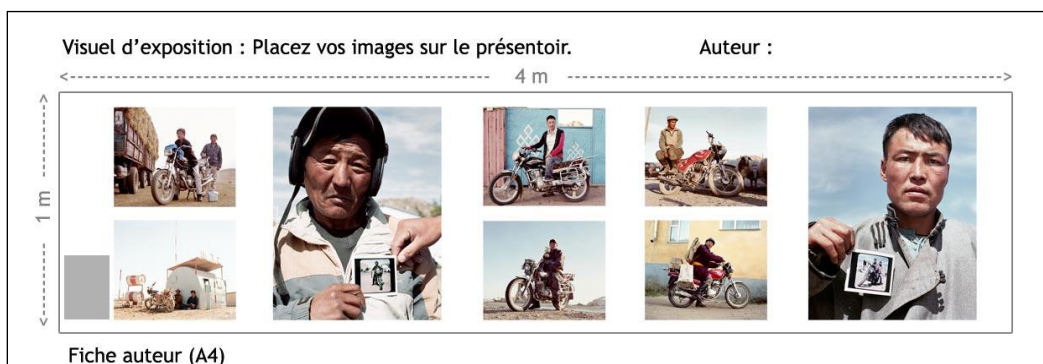 Visuel d'exposition : Placez vos images sur le présentoir. Auteur :
4 m
1 m
Fiche auteur (A4)